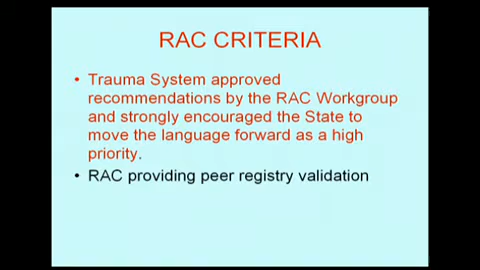 RAC CRITERIA
• Trauma System approved
recommendations by the RAC Workgroup
and strongly encouraged the State to
move the language forward as a high
priority.
• RAC providing peer registry validation